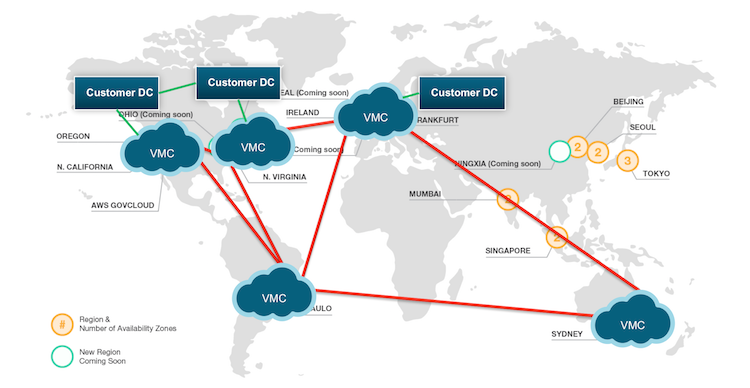 Customer DC
Customer DC
Customer DC
EAL (Coming soon)
OHIO (Coming soon)
IRELAND
VMC
RANKFURT
BEIJING
SEOUL
OREGON
VMC
VMC
Coming soon)
NINGXIA (Coming soon)
2
2
3
N. CALIFORNIA
N. VIRGINIA
TOKYO
AWS GOVCLOUD
MUMBAI
2
2
SINGAPORE
VMC
AULO
VMC
SYDNEY
#
Region &
Number of Availability Zones
New Region
Coming Soon